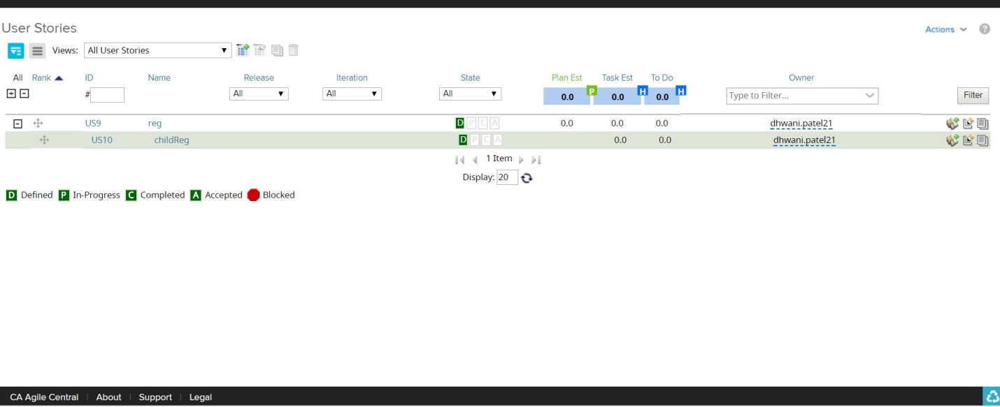 User Stories
Actions
?
Views: All User Stories
All Rank ID Name Release Iteration State Plan Est Task Est To Do Owner
# All All All 0.0 P 0.0 H 0.0 H Type to Filter... Filter
US9 reg D P C A 0.0 0.0 0.0 dhwani.patel21
US10 childReg D P C A 0.0 0.0 dhwani.patel21
1 Item
Display: 20
D Defined P In-Progress C Completed A Accepted Blocked
CA Agile Central | About | Support | Legal